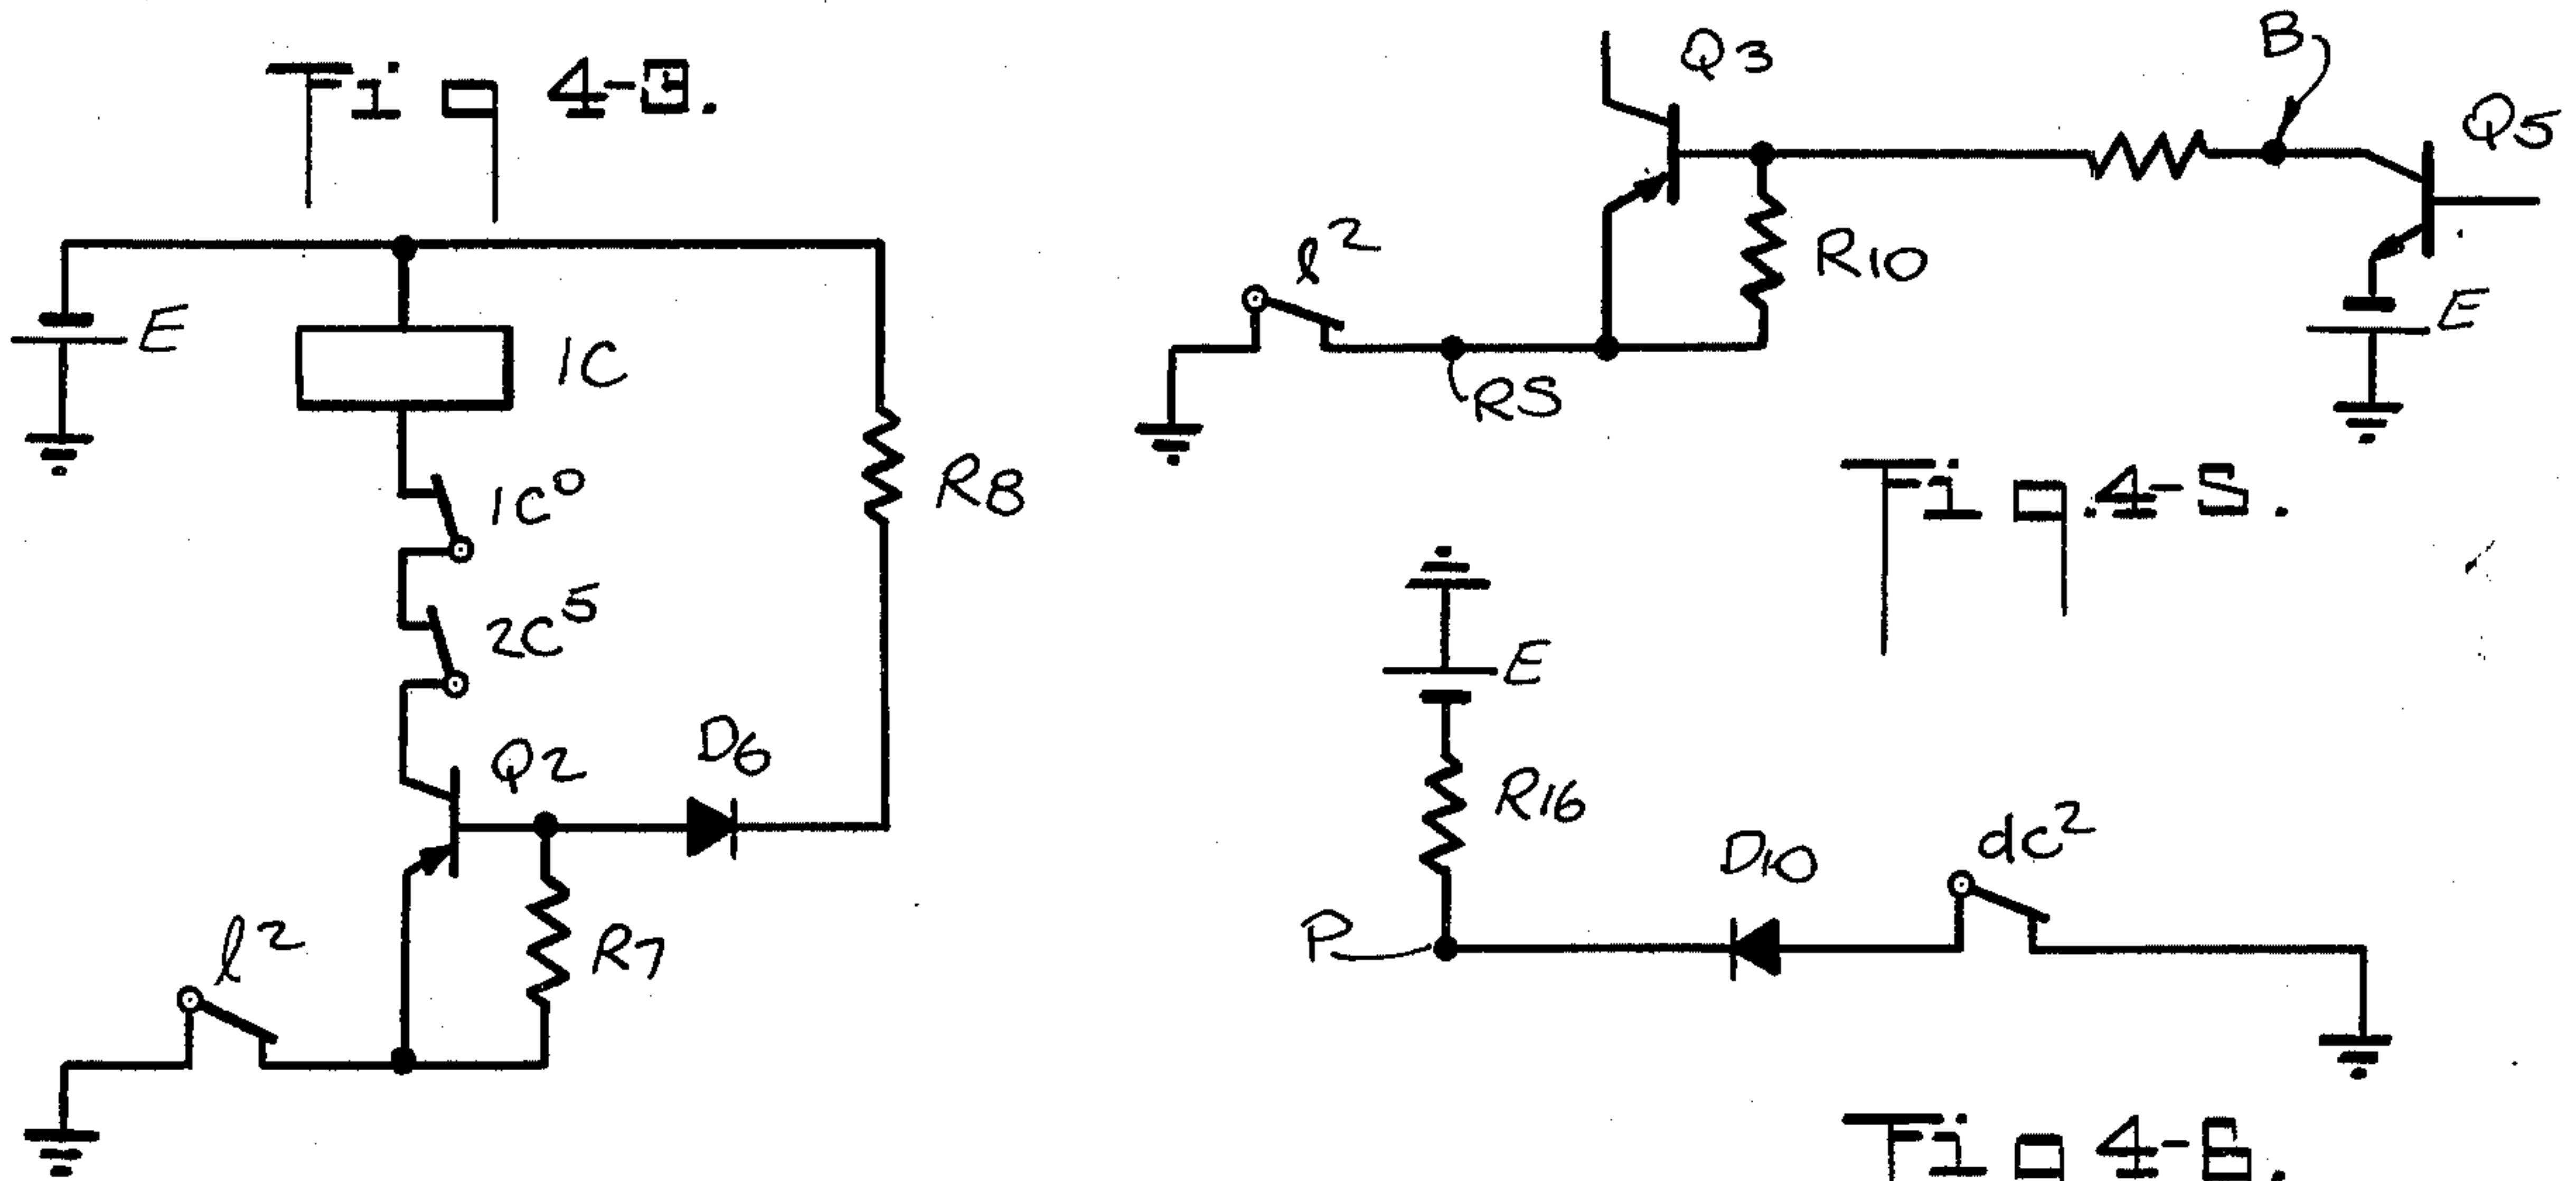 Fig 4-3.
E
1C
1C⁰
2C⁵
R8
Q2
D6
R7
l²
Q3
B
Q5
R10
l²
RS
E
Fig. 4-5.
E
R16
P
D10
dc²
Fig 4-6.